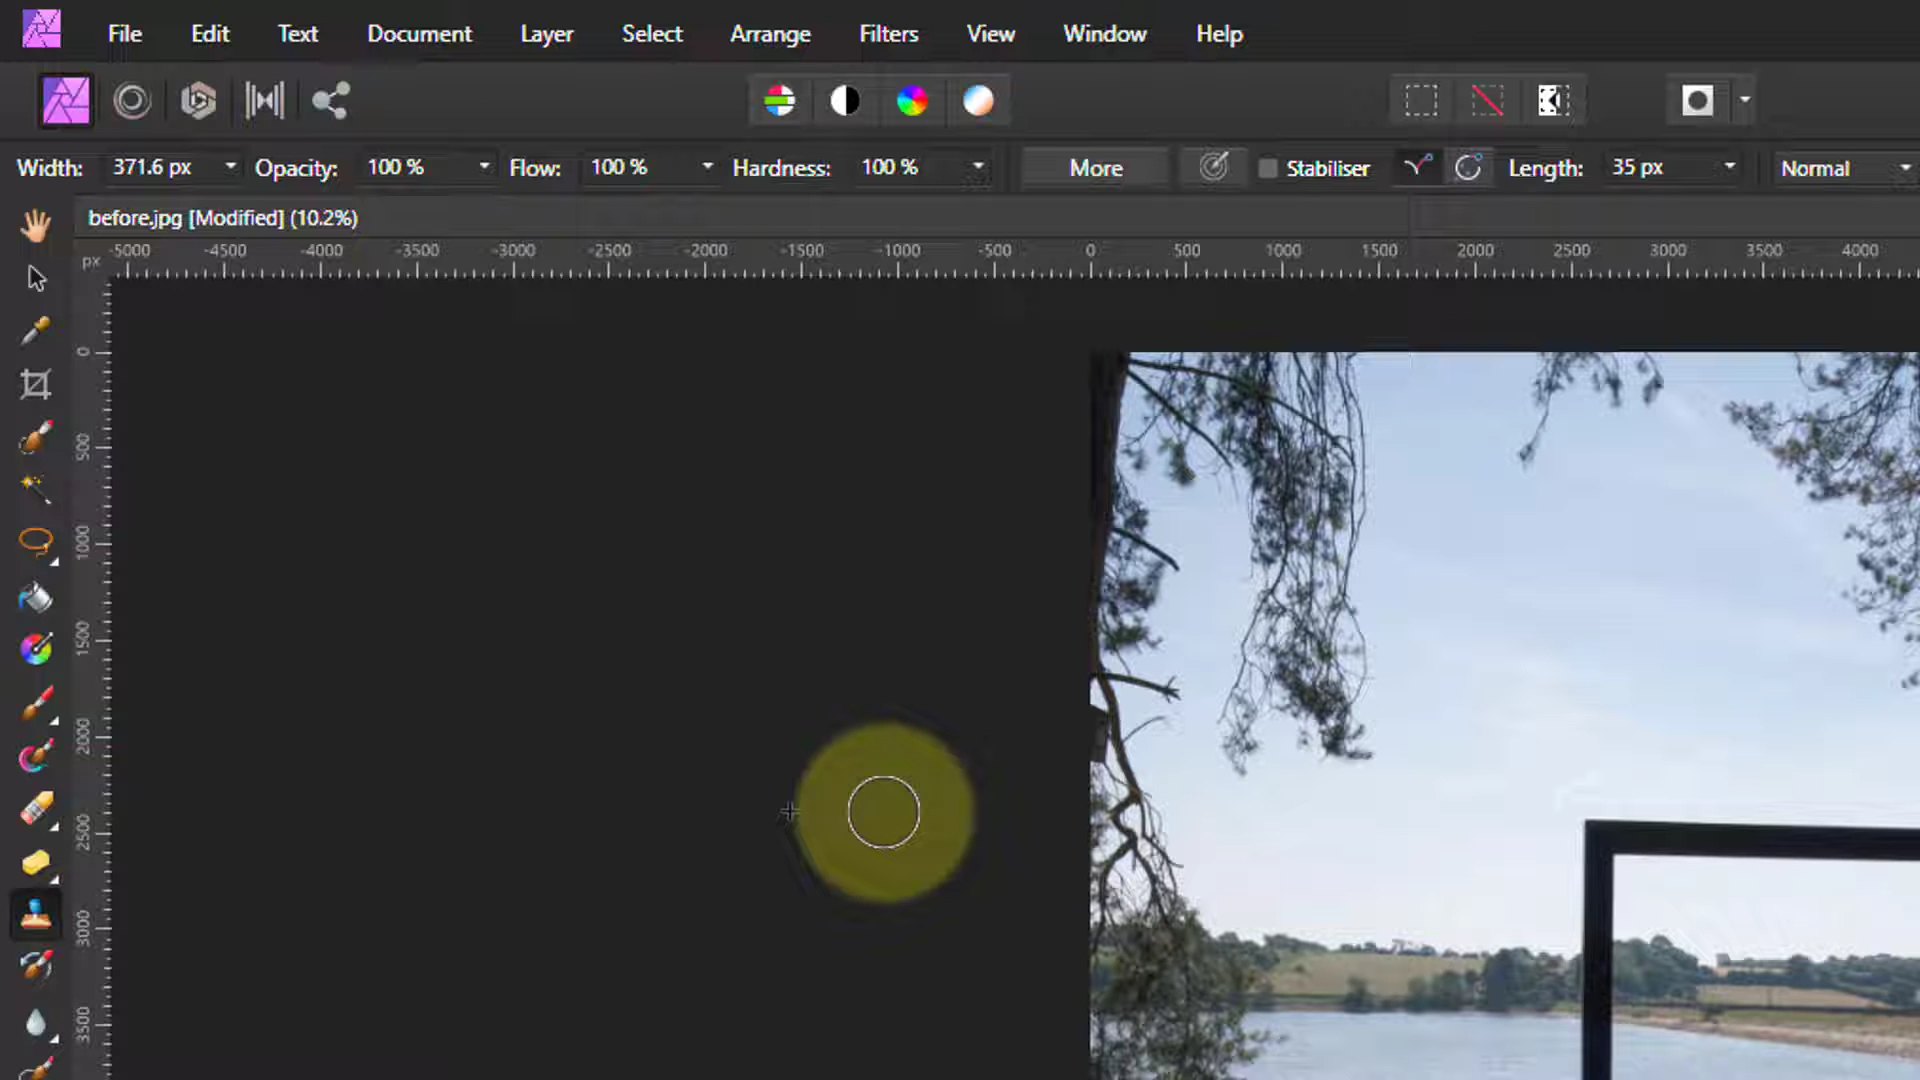 File Edit Text Document Layer Select Arrange Filters View Window Help
Width: 371.6 px Opacity: 100 % Flow: 100 % Hardness: 100 % More Stabiliser Length: 35 px Normal
before.jpg [Modified] (10.2%)
px -5000 -4500 -4000 -3500 -3000 -2500 -2000 -1500 -1000 -500 0 500 1000 1500 2000 2500 3000 3500 4000
0
500
1000
1500
2000
2500
3000
3500